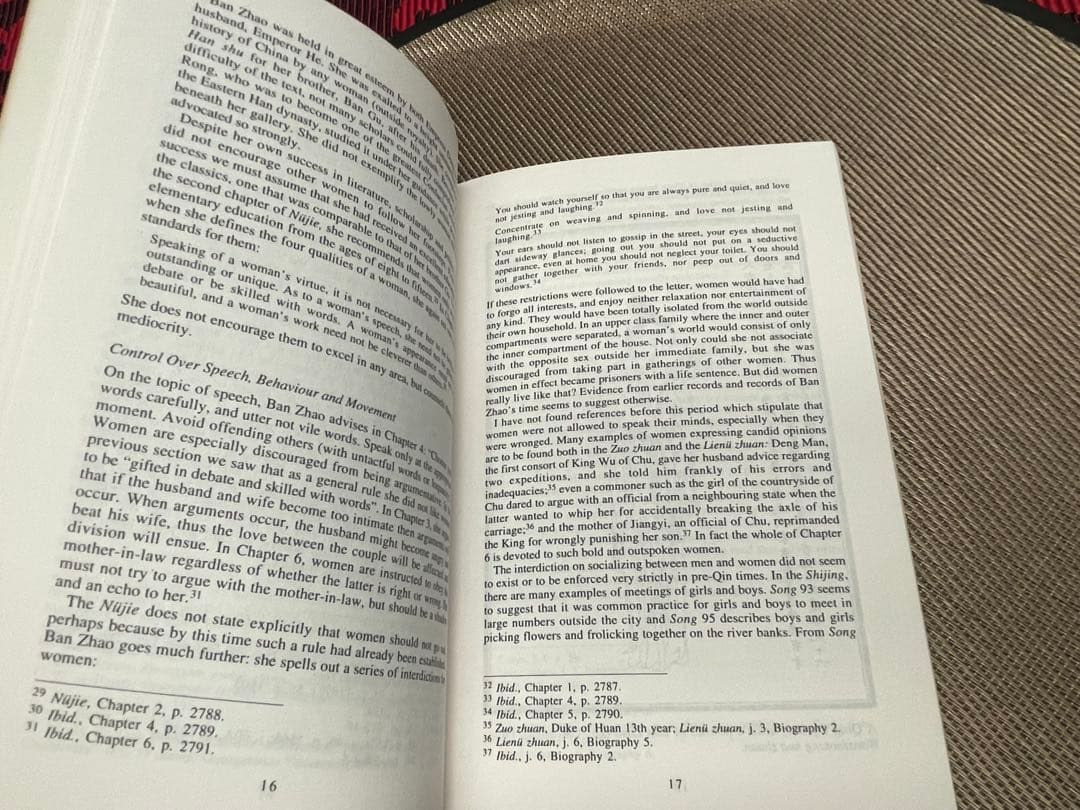 Ban Zhao was held in great esteem by both
husband, Emperor He. She was exalted to a
history of China by any woman (outside royalty).
Han shu for her brother, Ban Gu, after his
difficulty of the text, not many scholars could
Rong, who was to become one of the greatest
the Eastern Han dynasty, studied it under her guidance
beneath her gallery. She did not exemplify the lowly
advocated so strongly.
Despite her own success in literature, scholarship and
did not encourage other women to follow her
success we must assume that she had received an excellent
the classics, one that was comparable to that of her brothers.
the second chapter of Nüjie, she recommends that women
elementary education from the ages of eight to fifteen.
when she defines the four qualities of a woman, she again
standards for them:
Speaking of a woman's virtue, it is not necessary for her to be
outstanding or unique. As to a woman's speech, she need not
debate or be skilled with words. A woman's appearance
beautiful, and a woman's work need not be cleverer than others.
She does not encourage them to excel in any area, but
mediocrity.
Control Over Speech, Behaviour and Movement
On the topic of speech, Ban Zhao advises in Chapter 4: "Choose
words carefully, and utter not vile words. Speak only at the
moment. Avoid offending others (with untactful words or
Women are especially discouraged from being argumentative.
previous section we saw that as a general rule she did not like
to be "gifted in debate and skilled with words". In Chapter 3, she
that if the husband and wife become too intimate then arguments
occur. When arguments occur, the husband might become angry
beat his wife, thus the love between the couple will be affected
division will ensue. In Chapter 6, women are instructed to obey
mother-in-law regardless of whether the latter is right or wrong.
must not try to argue with the mother-in-law, but should be a shadow
and an echo to her.31
The Nüjie does not state explicitly that women should not go
perhaps because by this time such a rule had already been established.
Ban Zhao goes much further: she spells out a series of interdictions
women:
29 Nüjie, Chapter 2, p. 2788.
30 Ibid., Chapter 4, p. 2789.
31 Ibid., Chapter 6, p. 2791.
16
You should watch yourself so that you are always pure and quiet, and love
not jesting and laughing.32
Concentrate on weaving and spinning, and love not jesting and
laughing.33
Your ears should not listen to gossip in the street, your eyes should not
dart sideway glances; going out you should not put on a seductive
appearance, even at home you should not neglect your toilet. You should
not gather together with your friends, nor peep out of doors and
windows.34
If these restrictions were followed to the letter, women would have had
to forgo all interests, and enjoy neither relaxation nor entertainment of
any kind. They would have been totally isolated from the world outside
their own household. In an upper class family where the inner and outer
compartments were separated, a woman's world would consist of only
the inner compartment of the house. Not only could she not associate
with the opposite sex outside her immediate family, but she was
discouraged from taking part in gatherings of other women. Thus
women in effect became prisoners with a life sentence. But did women
really live like that? Evidence from earlier records and records of Ban
Zhao's time seems to suggest otherwise.
I have not found references before this period which stipulate that
women were not allowed to speak their minds, especially when they
were wronged. Many examples of women expressing candid opinions
are to be found both in the Zuo zhuan and the Lienü zhuan: Deng Man,
the first consort of King Wu of Chu, gave her husband advice regarding
two expeditions, and she told him frankly of his errors and
inadequacies;35 even a commoner such as the girl of the countryside of
Chu dared to argue with an official from a neighbouring state when the
latter wanted to whip her for accidentally breaking the axle of his
carriage;36 and the mother of Jiangyi, an official of Chu, reprimanded
the King for wrongly punishing her son.37 In fact the whole of Chapter
6 is devoted to such bold and outspoken women.
The interdiction on socializing between men and women did not seem
to exist or to be enforced very strictly in pre-Qin times. In the Shijing,
there are many examples of meetings of girls and boys. Song 93 seems
to suggest that it was common practice for girls and boys to meet in
large numbers outside the city and Song 95 describes boys and girls
picking flowers and frolicking together on the river banks. From Song
32 Ibid., Chapter 1, p. 2787.
33 Ibid., Chapter 4, p. 2789.
34 Ibid., Chapter 5, p. 2790.
35 Zuo zhuan, Duke of Huan 13th year; Lienü zhuan, j. 3, Biography 2.
36 Lienü zhuan, j. 6, Biography 5.
37 Ibid., j. 6, Biography 2.
17